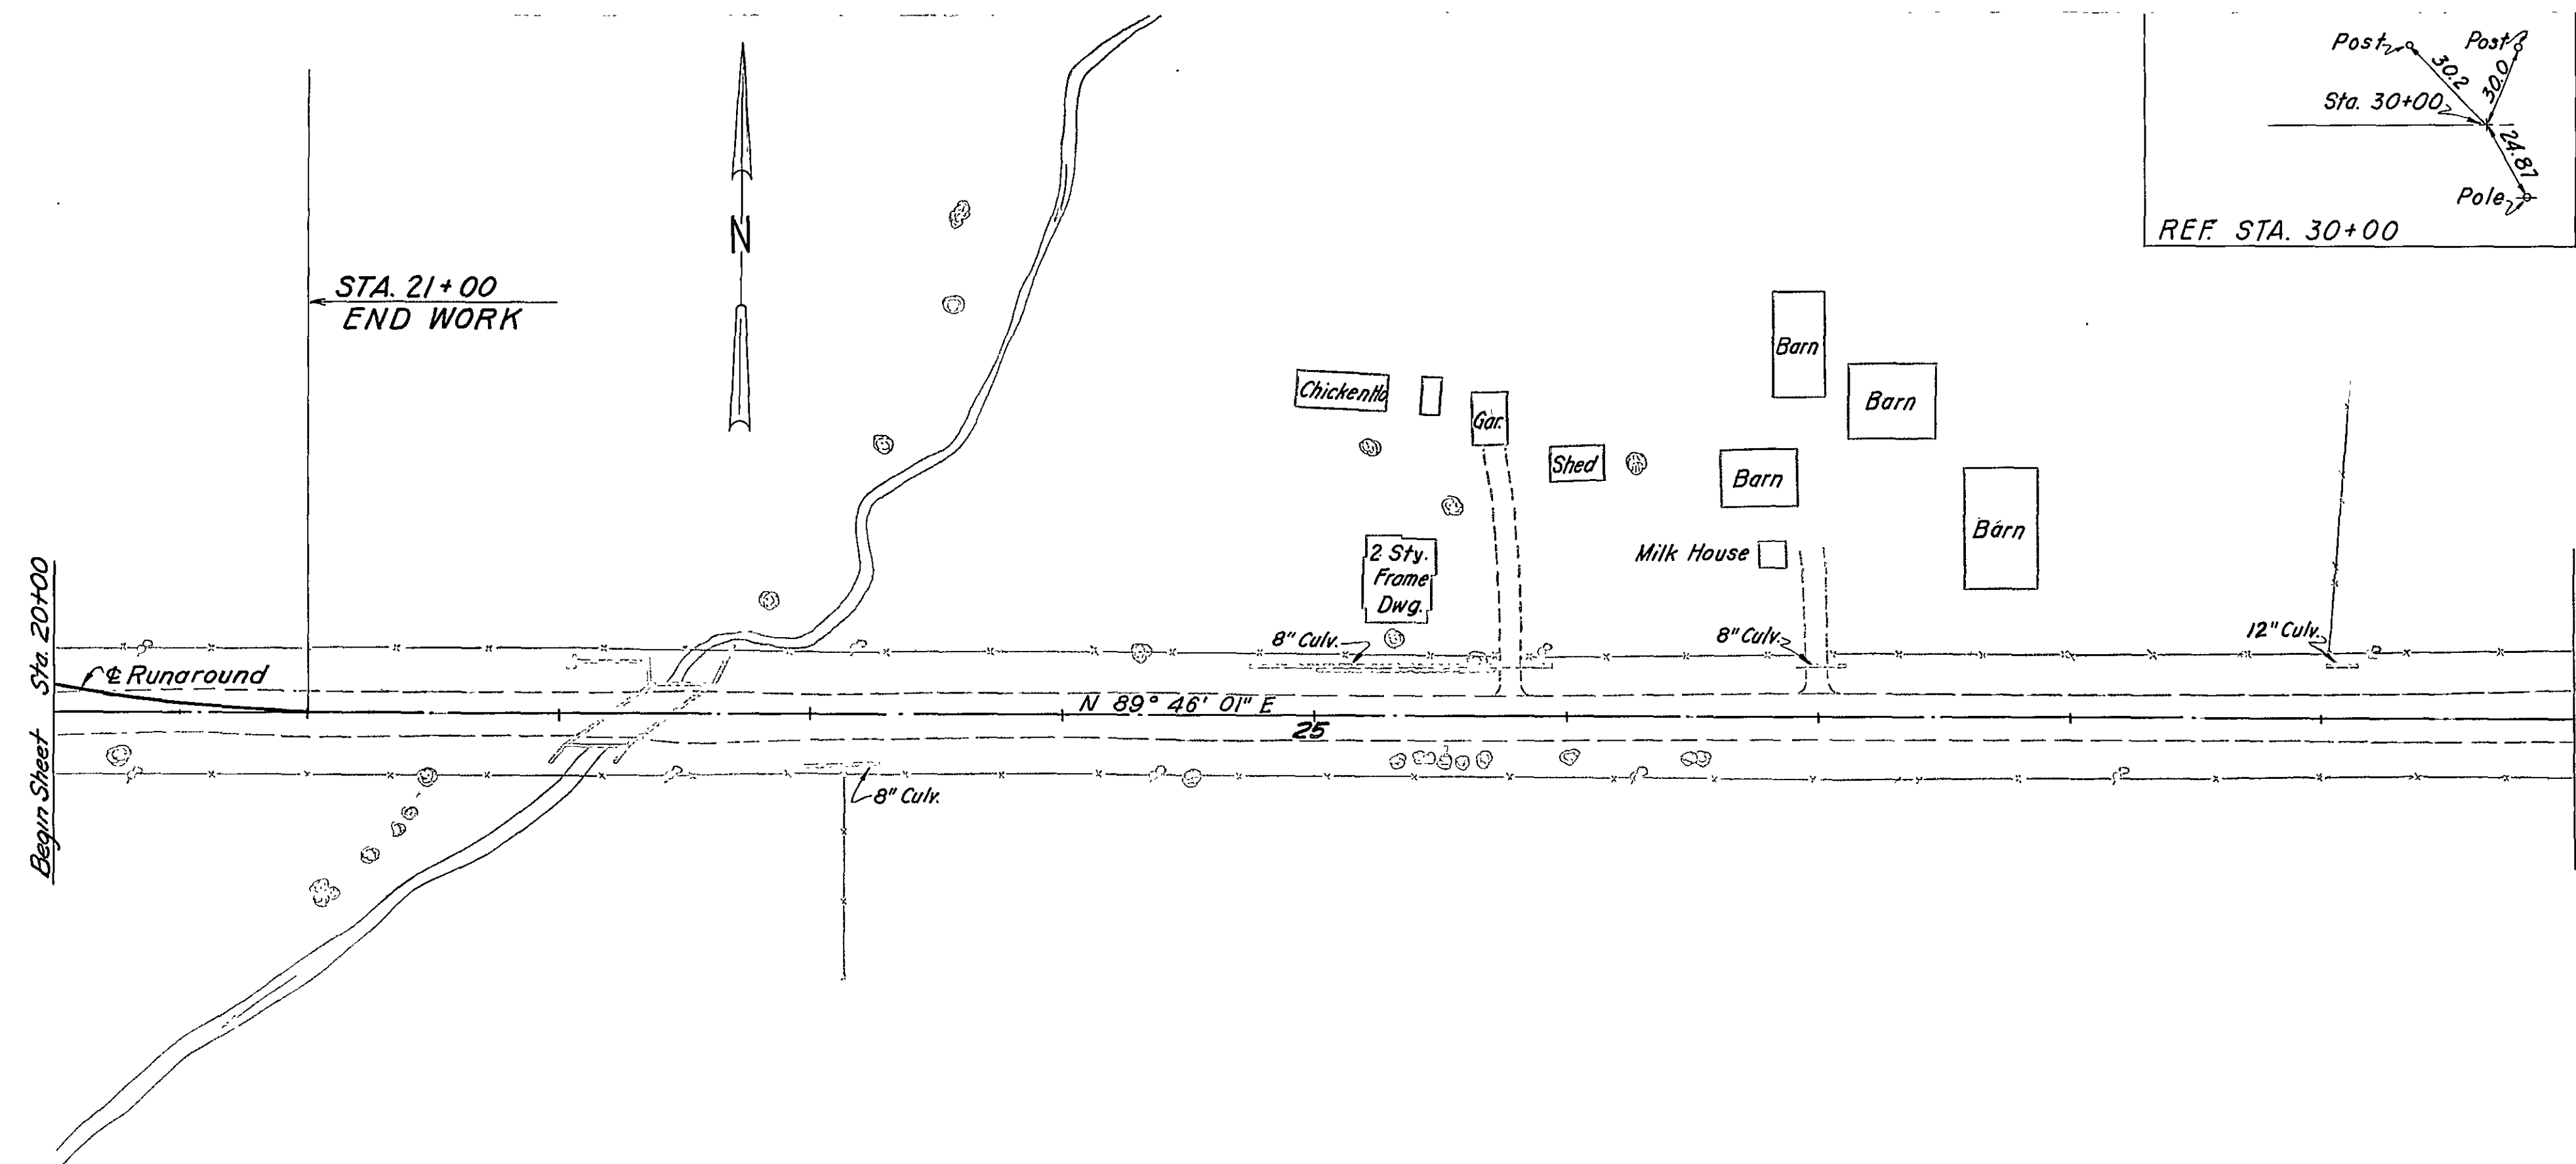 Post
Post
30.2
30.0
Sta. 30+00
24.87
Pole
REF. STA. 30+00
N
STA. 21+00
END WORK
Barn
Chicken Ho
Barn
Gar.
Shed
Barn
2 Sty.
Frame
Dwg.
Milk House
Barn
Begin Sheet Sta. 20+00
8" Culv.
8" Culv.
12" Culv.
℄ Runaround
N 89° 46' 01" E
25
8" Culv.